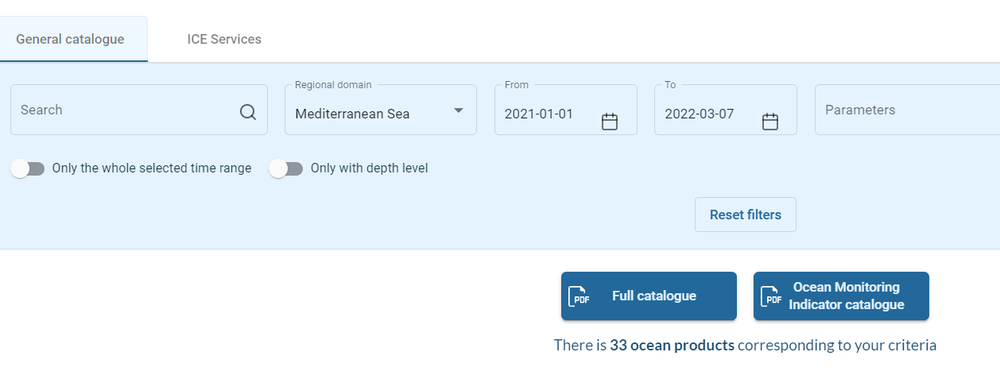 General catalogue
ICE Services
Search
Regional domain
Mediterranean Sea
From
2021-01-01
To
2022-03-07
Parameters
Only the whole selected time range
Only with depth level
Reset filters
PDF
Full catalogue
PDF
Ocean Monitoring
Indicator catalogue
There is 33 ocean products corresponding to your criteria